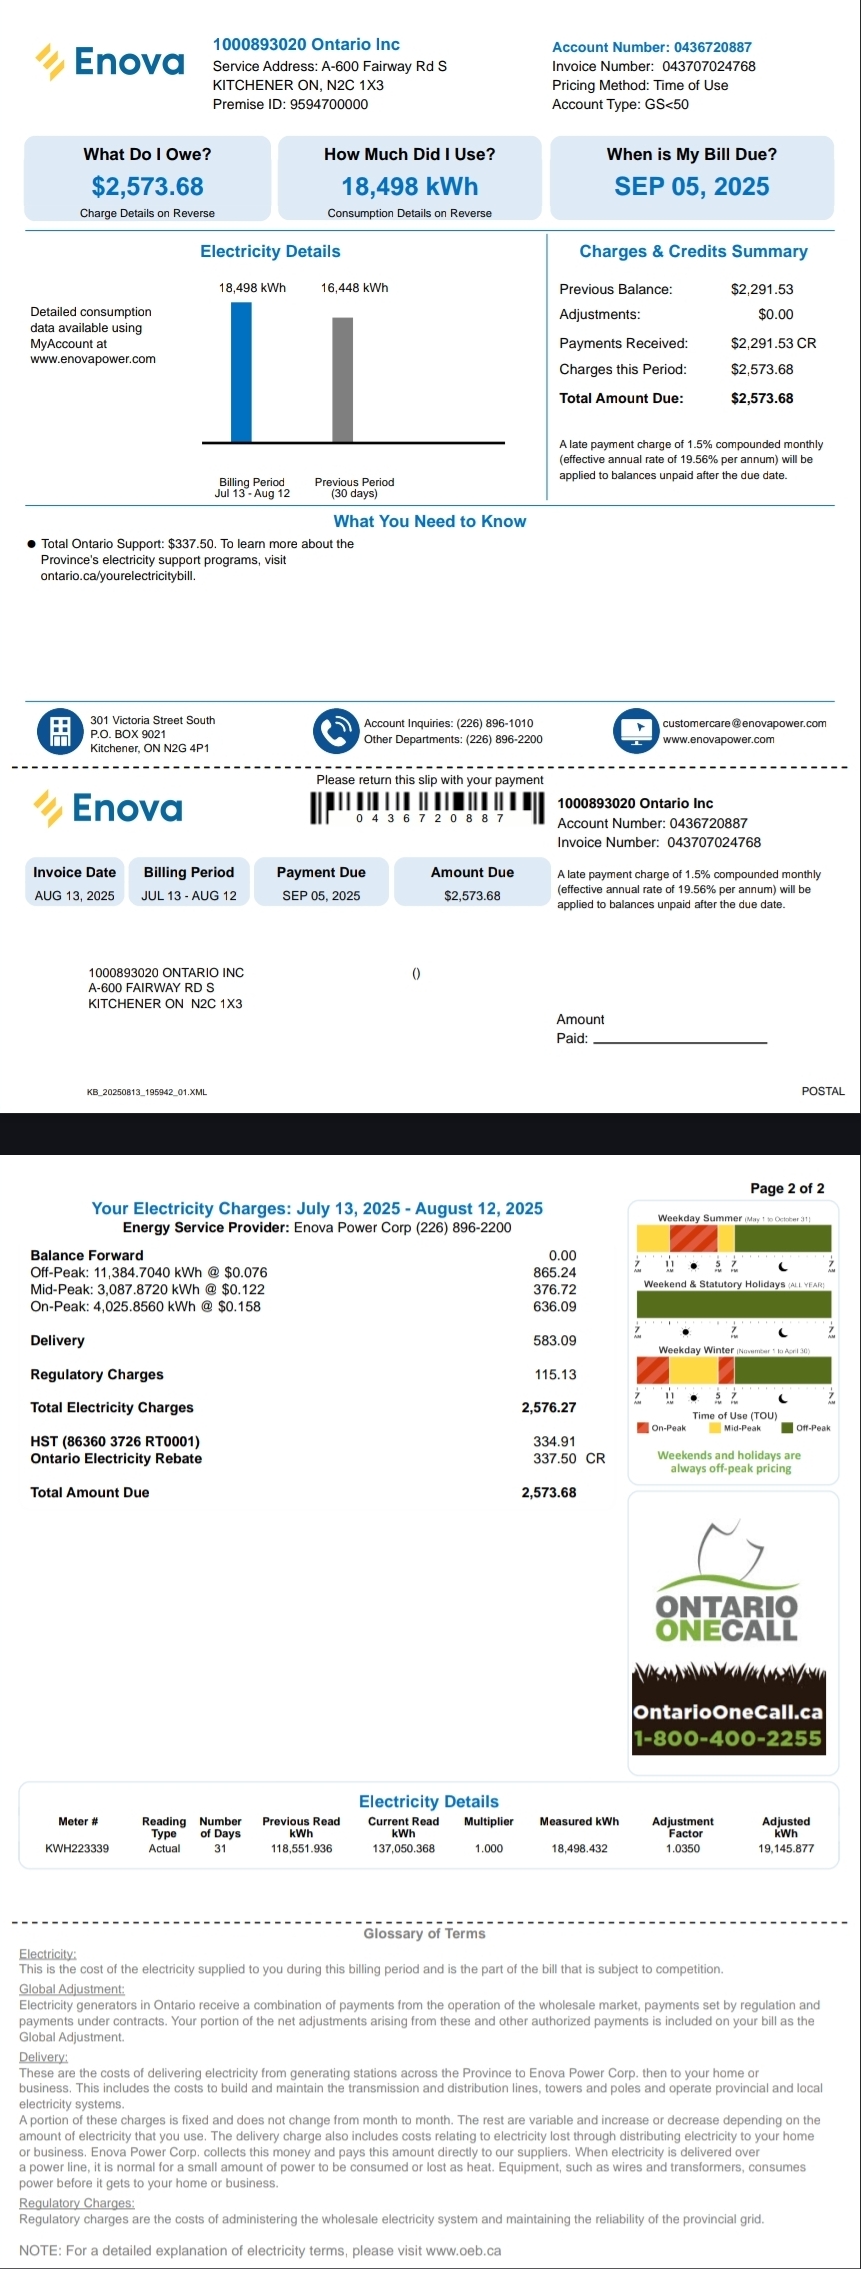 Enova
1000893020 Ontario Inc
Service Address: A-600 Fairway Rd S
KITCHENER ON, N2C 1X3
Premise ID: 9594700000
Account Number: 0436720887
Invoice Number: 043707024768
Pricing Method: Time of Use
Account Type: GS<50
What Do I Owe?
$2,573.68
Charge Details on Reverse
How Much Did I Use?
18,498 kWh
Consumption Details on Reverse
When is My Bill Due?
SEP 05, 2025
Electricity Details
18,498 kWh 16,448 kWh
Detailed consumption
data available using
MyAccount at
www.enovapower.com
Billing Period
Jul 13 - Aug 12
Previous Period
(30 days)
Charges & Credits Summary
Previous Balance: $2,291.53
Adjustments: $0.00
Payments Received: $2,291.53 CR
Charges this Period: $2,573.68
Total Amount Due: $2,573.68
A late payment charge of 1.5% compounded monthly
(effective annual rate of 19.56% per annum) will be
applied to balances unpaid after the due date.
What You Need to Know
● Total Ontario Support: $337.50. To learn more about the
Province's electricity support programs, visit
ontario.ca/yourelectricitybill.
301 Victoria Street South
P.O. BOX 9021
Kitchener, ON N2G 4P1
Account Inquiries: (226) 896-1010
Other Departments: (226) 896-2200
customercare@enovapower.com
www.enovapower.com
Please return this slip with your payment
Enova
0 4 3 6 7 2 0 8 8 7
1000893020 Ontario Inc
Account Number: 0436720887
Invoice Number: 043707024768
Invoice Date Billing Period Payment Due Amount Due
AUG 13, 2025 JUL 13 - AUG 12 SEP 05, 2025 $2,573.68
A late payment charge of 1.5% compounded monthly
(effective annual rate of 19.56% per annum) will be
applied to balances unpaid after the due date.
1000893020 ONTARIO INC
A-600 FAIRWAY RD S
KITCHENER ON N2C 1X3
()
Amount
Paid:
KB_20250813_195942_01.XML
POSTAL
Page 2 of 2
Your Electricity Charges: July 13, 2025 - August 12, 2025
Energy Service Provider: Enova Power Corp (226) 896-2200
Balance Forward 0.00
Off-Peak: 11,384.7040 kWh @ $0.076 865.24
Mid-Peak: 3,087.8720 kWh @ $0.122 376.72
On-Peak: 4,025.8560 kWh @ $0.158 636.09
Delivery 583.09
Regulatory Charges 115.13
Total Electricity Charges 2,576.27
HST (86360 3726 RT0001) 334.91
Ontario Electricity Rebate 337.50 CR
Total Amount Due 2,573.68
Weekday Summer (May 1 to October 31)
7 AM 11 AM 5 PM 7 PM 7 AM
Weekend & Statutory Holidays (ALL YEAR)
7 AM 7 PM 7 AM
Weekday Winter (November 1 to April 30)
7 AM 11 AM 5 PM 7 PM 7 AM
Time of Use (TOU)
On-Peak Mid-Peak Off-Peak
Weekends and holidays are
always off-peak pricing
ONTARIO
ONECALL
OntarioOneCall.ca
1-800-400-2255
Electricity Details
Meter # Reading Type Number of Days Previous Read kWh Current Read kWh Multiplier Measured kWh Adjustment Factor Adjusted kWh
KWH223339 Actual 31 118,551.936 137,050.368 1.000 18,498.432 1.0350 19,145.877
Glossary of Terms
Electricity:
This is the cost of the electricity supplied to you during this billing period and is the part of the bill that is subject to competition.
Global Adjustment:
Electricity generators in Ontario receive a combination of payments from the operation of the wholesale market, payments set by regulation and
payments under contracts. Your portion of the net adjustments arising from these and other authorized payments is included on your bill as the
Global Adjustment.
Delivery:
These are the costs of delivering electricity from generating stations across the Province to Enova Power Corp. then to your home or
business. This includes the costs to build and maintain the transmission and distribution lines, towers and poles and operate provincial and local
electricity systems.
A portion of these charges is fixed and does not change from month to month. The rest are variable and increase or decrease depending on the
amount of electricity that you use. The delivery charge also includes costs relating to electricity lost through distributing electricity to your home
or business. Enova Power Corp. collects this money and pays this amount directly to our suppliers. When electricity is delivered over
a power line, it is normal for a small amount of power to be consumed or lost as heat. Equipment, such as wires and transformers, consumes
power before it gets to your home or business.
Regulatory Charges:
Regulatory charges are the costs of administering the wholesale electricity system and maintaining the reliability of the provincial grid.
NOTE: For a detailed explanation of electricity terms, please visit www.oeb.ca